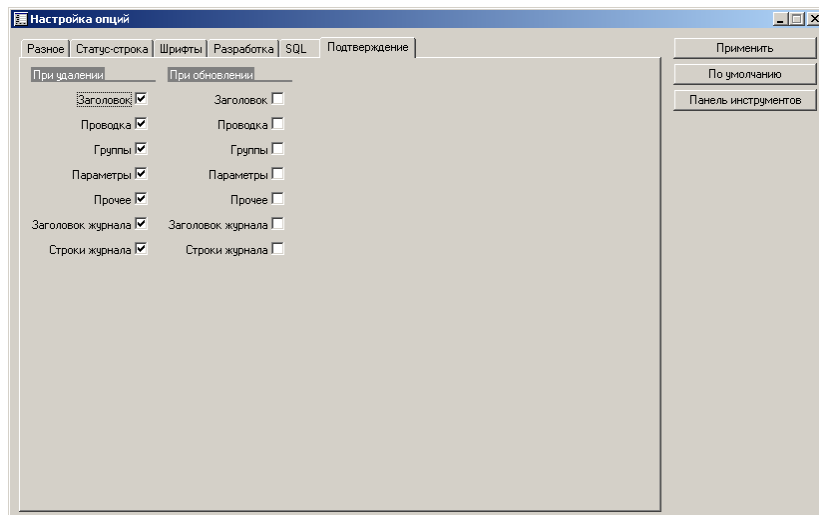 Настройка опций
Разное Статус-строка Шрифты Разработка SQL Подтверждение
Применить
По умолчанию
Панель инструментов
При удалении При обновлении
Заголовок Заголовок
Проводка Проводка
Группы Группы
Параметры Параметры
Прочее Прочее
Заголовок журнала Заголовок журнала
Строки журнала Строки журнала